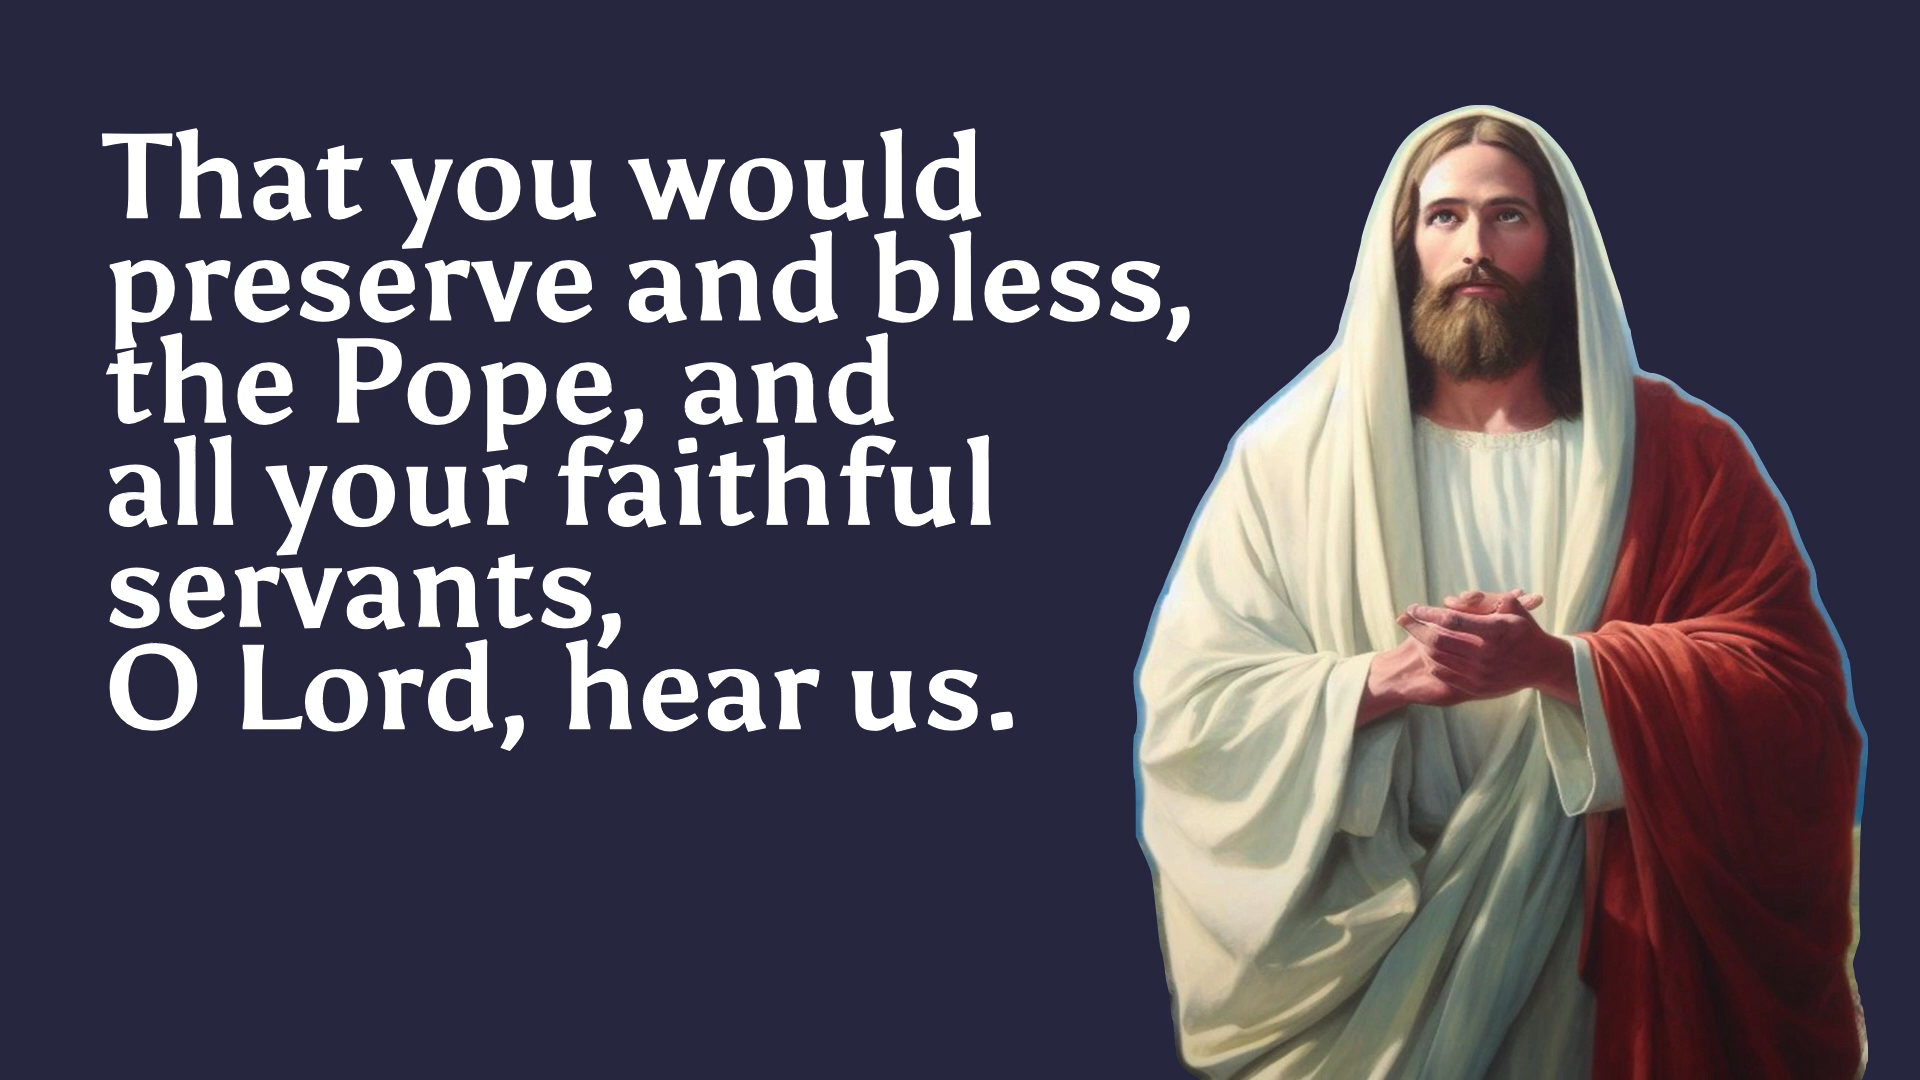 That you would
preserve and bless,
the Pope, and
all your faithful
servants,
O Lord, hear us.